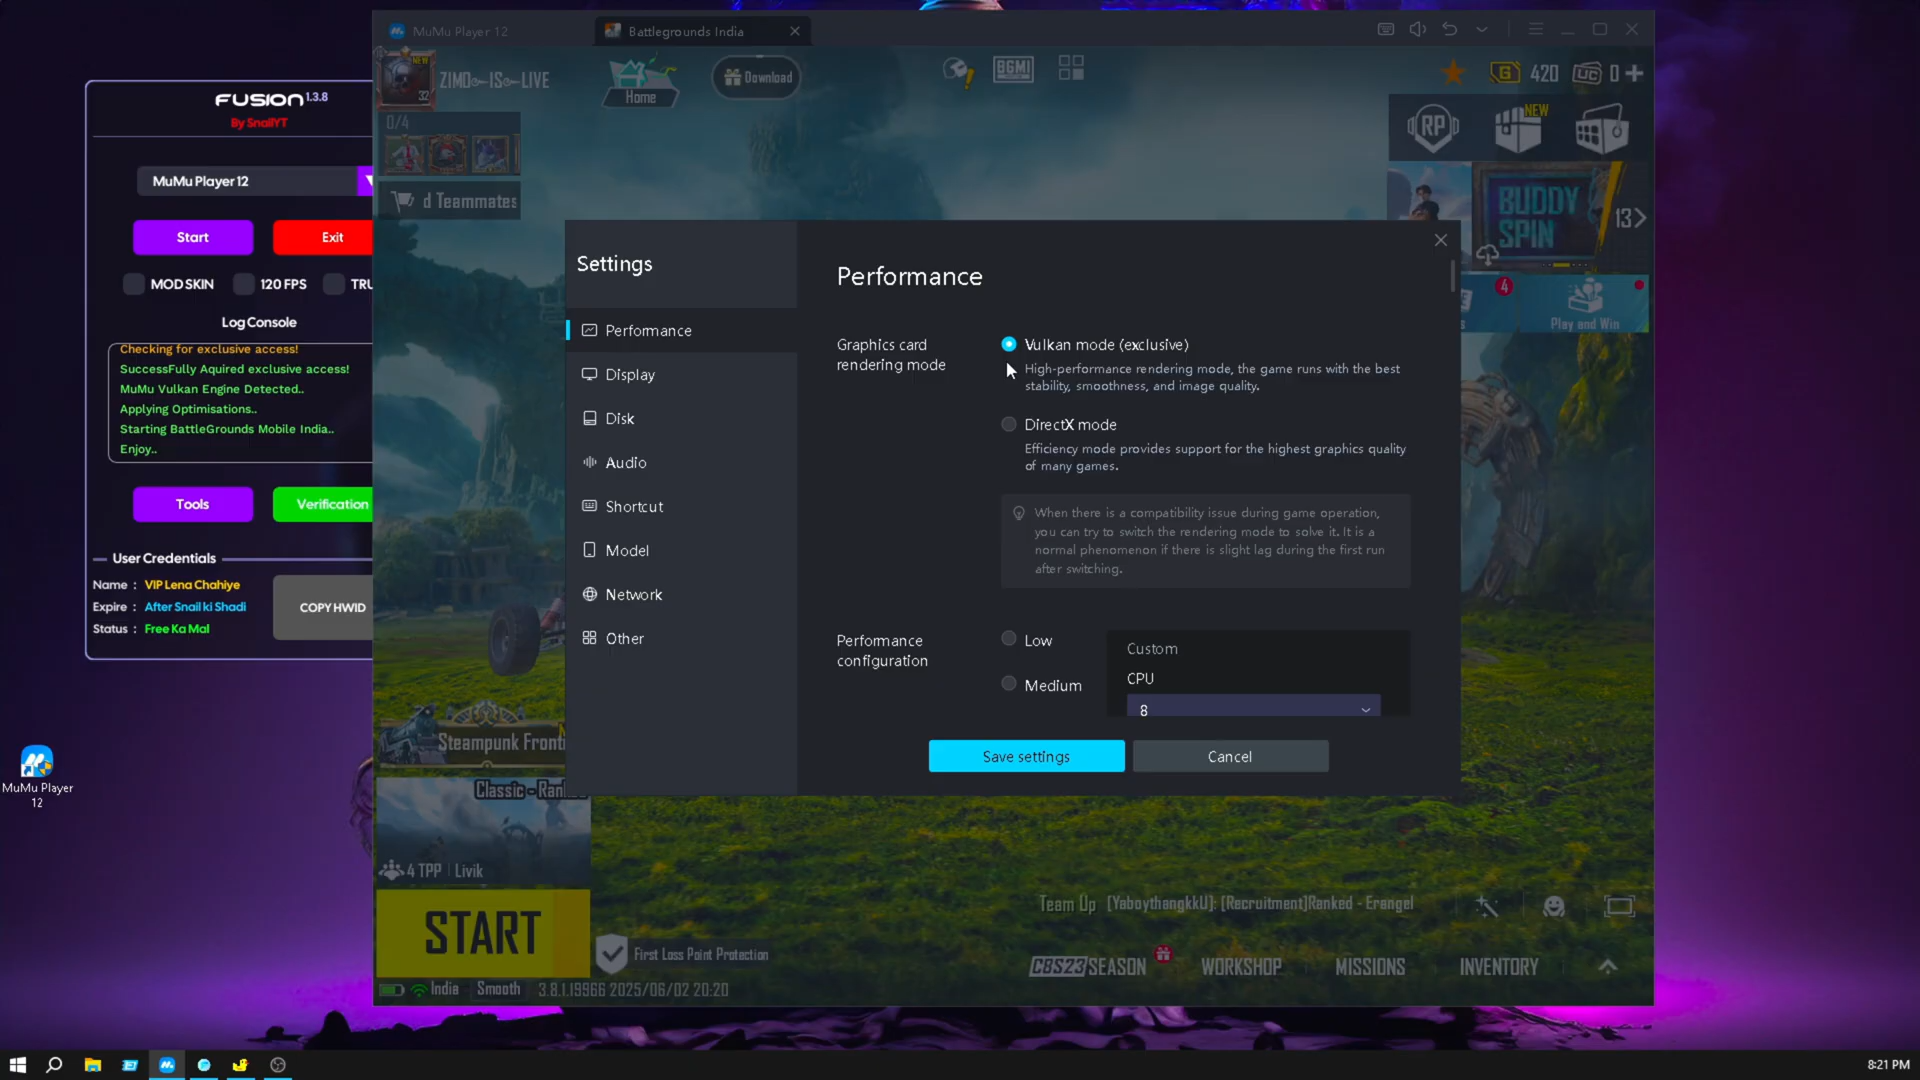 MuMu Player 12
Battlegrounds India
FUSION 1.3.8
By SnailYT
MuMu Player 12
Start
Exit
MOD SKIN
120 FPS
Log Console
Checking for exclusive access!
SuccessFully Aquired exclusive access!
MuMu Vulkan Engine Detected..
Applying Optimisations..
Starting BattleGrounds Mobile India..
Enjoy..
Tools
Verification
User Credentials
Name : VIP Lena Chahiye
Expire : After Snail ki Shadi
Status : Free Ka Mal
COPY HWID
MuMu Player
12
NEW
32
ZIMO
IS
LIVE
Home
Download
BGMI
G 420
UC 0 +
0/4
d Teammates
RP
NEW
BUDDY
SPIN
13
4
Play and Win
Settings
Performance
Display
Disk
Audio
Shortcut
Model
Network
Other
Performance
Graphics card
rendering mode
Vulkan mode (exclusive)
High-performance rendering mode, the game runs with the best
stability, smoothness, and image quality.
DirectX mode
Efficiency mode provides support for the highest graphics quality
of many games.
When there is a compatibility issue during game operation,
you can try to switch the rendering mode to solve it. It is a
normal phenomenon if there is slight lag during the first run
after switching.
Performance
configuration
Low
Medium
Custom
CPU
8
Save settings
Cancel
Steampunk Front
Classic - Ran
4 TPP | Livik
START
First Loss Point Protection
Team Up [YaboythangkkU]: [Recruitment]Ranked - Erangel
C8S23 SEASON
WORKSHOP
MISSIONS
INVENTORY
India
Smooth
3.8.1.19966 2025/06/02 20:20
8:21 PM